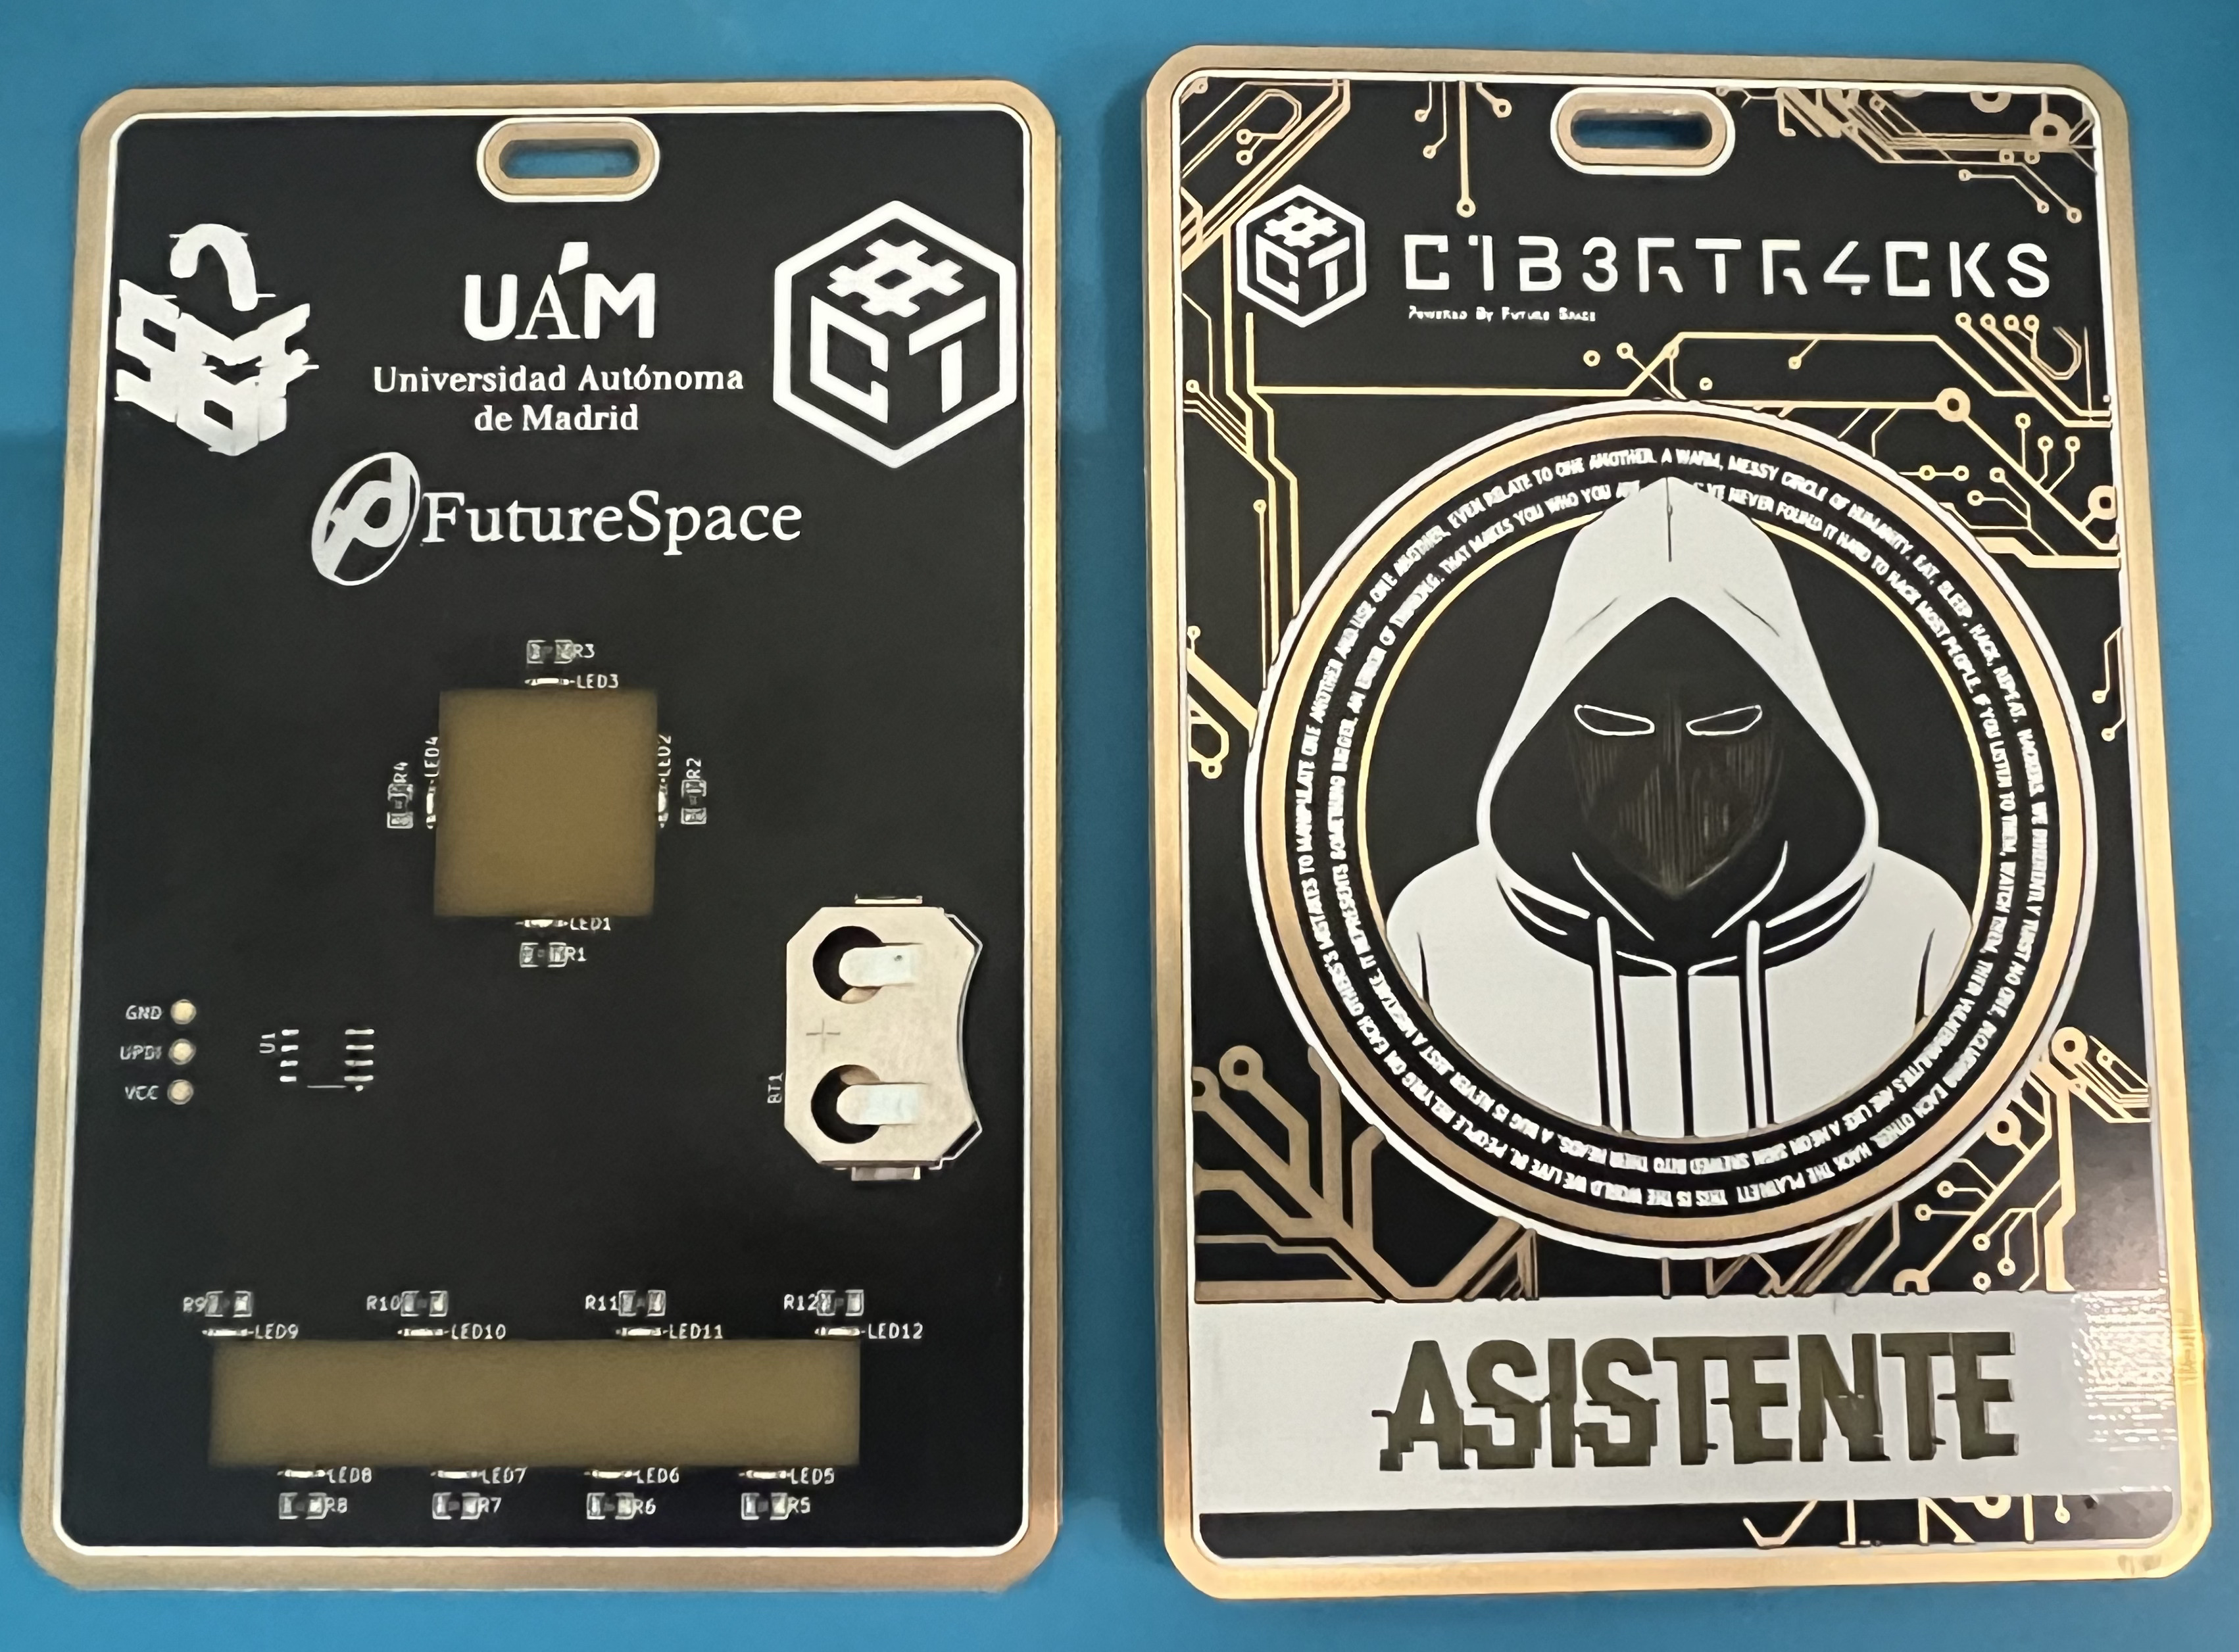 UAM
Universidad Autónoma
de Madrid
CT
FutureSpace
R3
LED3
LED4
R4
LED2
R2
LED1
R1
GND
UPDI
VCC
U1
BT1
+
R9
R10
R11
R12
LED9
LED10
LED11
LED12
LED8
LED7
LED6
LED5
R8
R7
R6
R5
CT
C1B3RTR4CKS
Powered By Future Space
THIS IS THE WORLD WE LIVE IN. PEOPLE RELYING ON EACH OTHER'S MISTAKES TO MANIPULATE ONE ANOTHER AND USE ONE ANOTHER, EVEN RELATE TO ONE ANOTHER. A WARM, MESSY CIRCLE OF HUMANITY. EAT, SLEEP, HACK, REPEAT. HACKERS, WE INHERENTLY TRUST NO ONE, INCLUDING EACH OTHER. HACK THE PLANET!
A BUG IS NEVER JUST A MISTAKE. IT REPRESENTS SOMETHING BIGGER. AN ERROR OF THINKING. THAT MAKES YOU WHO YOU ARE I'VE NEVER FOUND IT HARD TO HACK MOST PEOPLE. IF YOU LISTEN TO THEM, WATCH THEM, THEIR VULNERABILITIES ARE LIKE A NEON SIGN SCREWED INTO THEIR HEADS.
ASISTENTE